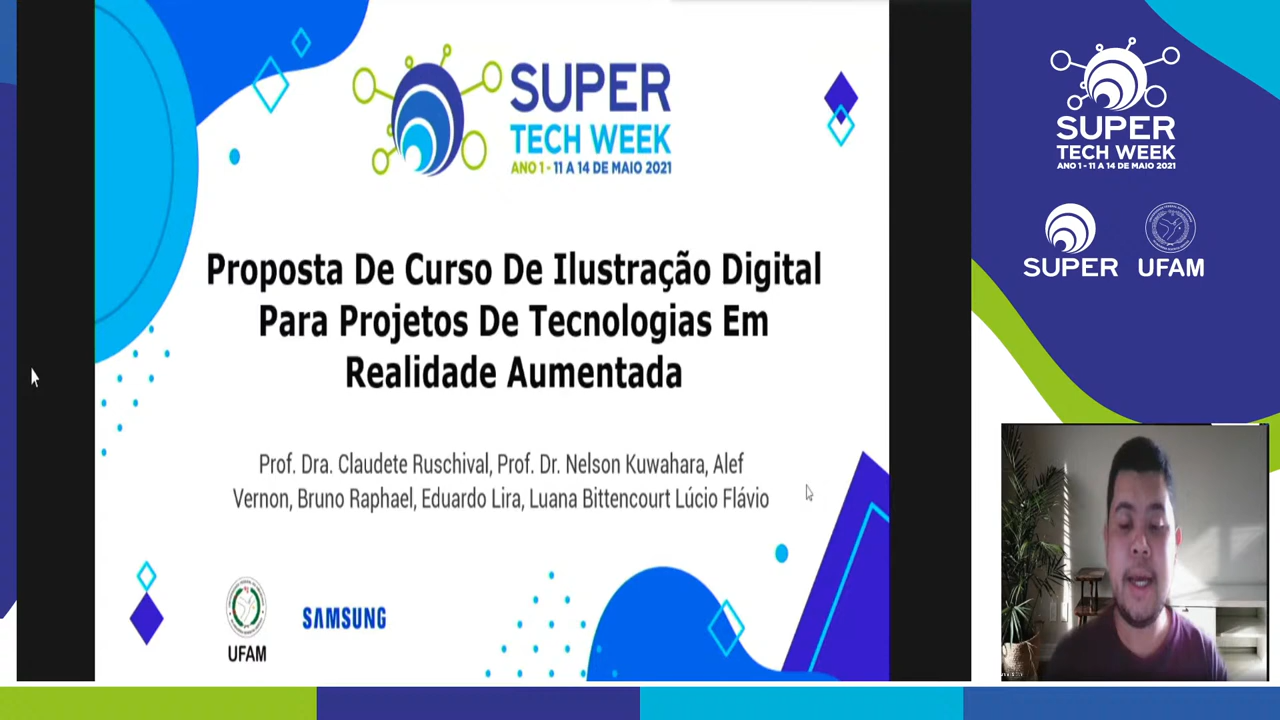 SUPER
TECH WEEK
ANO 1 - 11 A 14 DE MAIO 2021
Proposta De Curso De Ilustração Digital
Para Projetos De Tecnologias Em
Realidade Aumentada
Prof. Dra. Claudete Ruschival, Prof. Dr. Nelson Kuwahara, Alef
Vernon, Bruno Raphael, Eduardo Lira, Luana Bittencourt Lúcio Flávio
UFAM
SAMSUNG
SUPER
TECH WEEK
ANO 1 - 11 A 14 DE MAIO 2021
SUPER
UFAM